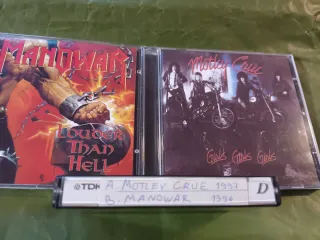 MANOWAR
LOUDER
THAN
HELL
Mötley Crüe
Girls Girls Girls
TDK
A. MOTLEY CRUE 1997
B. MANOWAR 1996
D